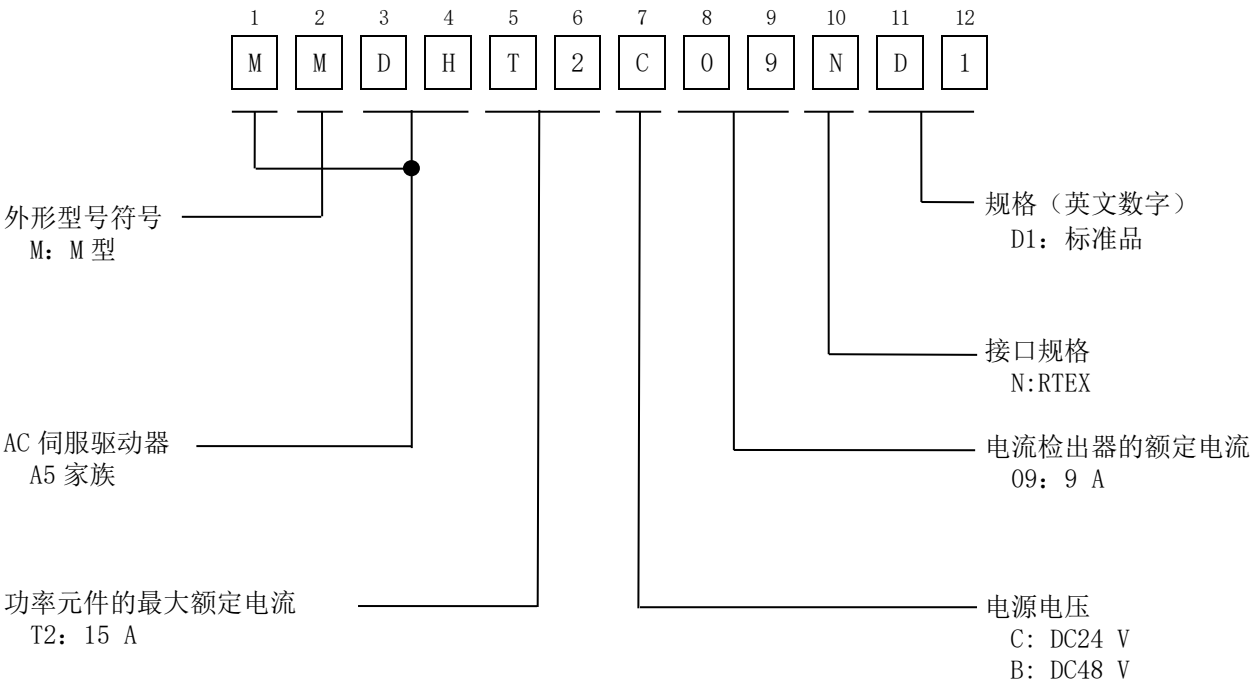 1 2 3 4 5 6 7 8 9 10 11 12
M M D H T 2 C 0 9 N D 1
外形型号符号
M：M 型
AC 伺服驱动器
A5 家族
功率元件的最大额定电流
T2：15 A
规格（英文数字）
D1：标准品
接口规格
N:RTEX
电流检出器的额定电流
09：9 A
电源电压
C: DC24 V
B: DC48 V